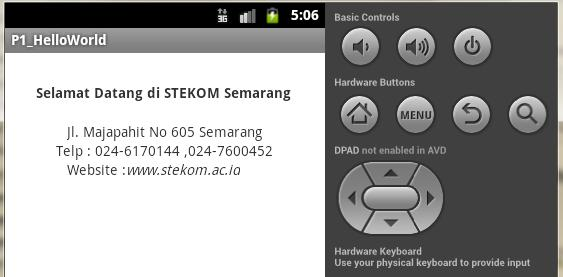 3G 5:06
P1_HelloWorld
Selamat Datang di STEKOM Semarang
Jl. Majapahit No 605 Semarang
Telp : 024-6170144 ,024-7600452
Website :www.stekom.ac.id
Basic Controls
Hardware Buttons
MENU
DPAD not enabled in AVD
Hardware Keyboard
Use your physical keyboard to provide input